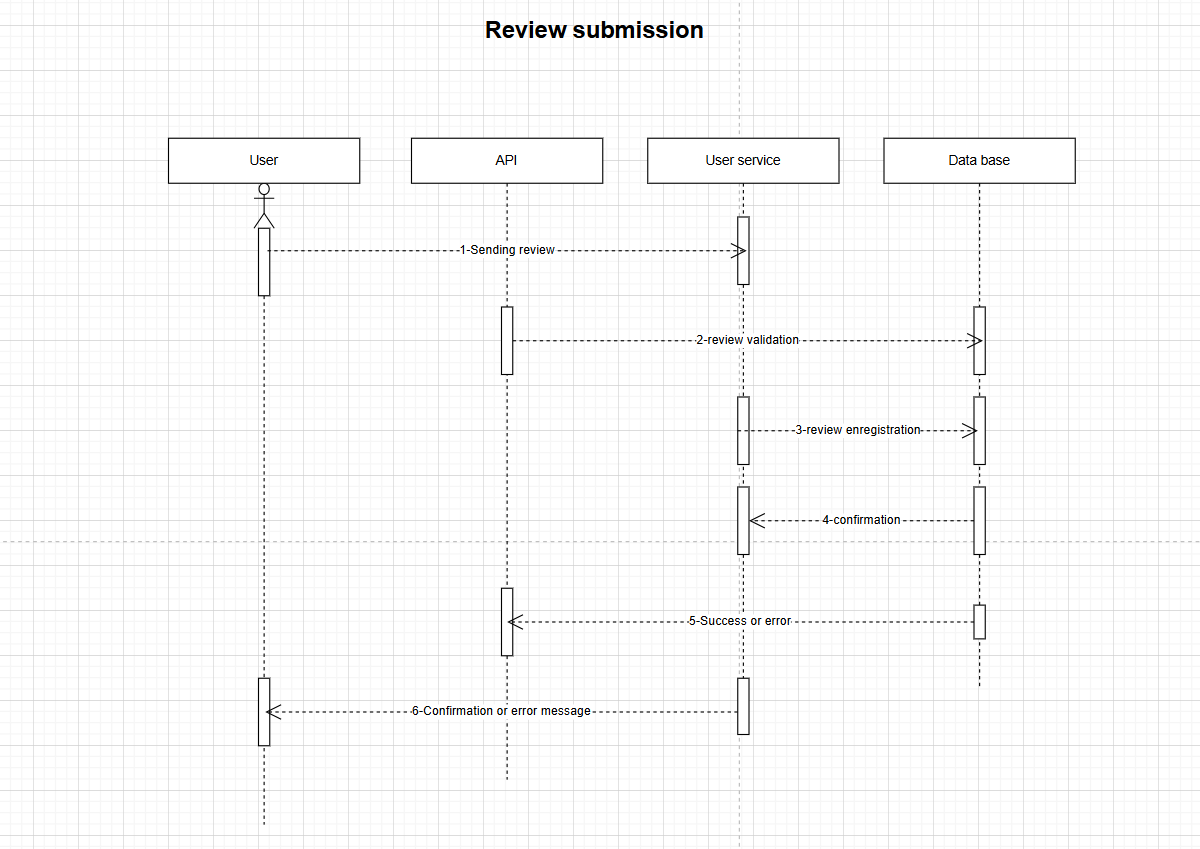 Review submission
User
API
User service
Data base
1-Sending review
2-review validation
3-review enregistration
4-confirmation
5-Success or error
6-Confirmation or error message